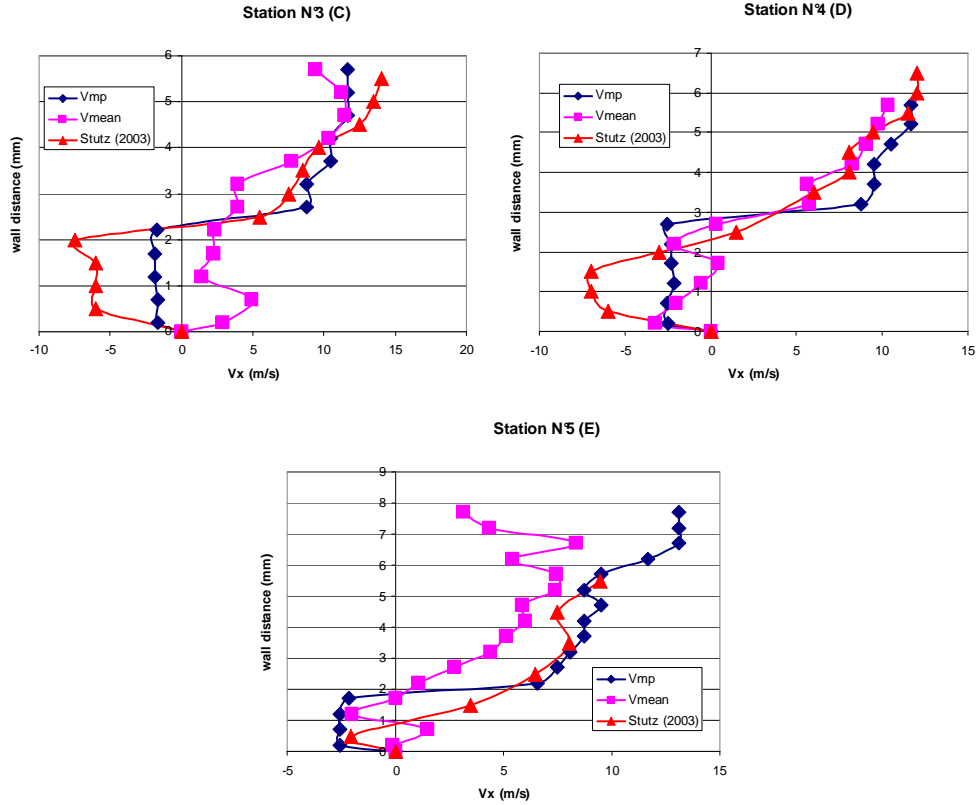 Station N°3 (C)
wall distance (mm)
6
5
4
3
2
1
0
-10
-5
0
5
10
15
20
Vx (m/s)
Vmp
Vmean
Stutz (2003)
Station N°4 (D)
wall distance (mm)
7
6
5
4
3
2
1
0
-10
-5
0
5
10
15
Vx (m/s)
Vmp
Vmean
Stutz (2003)
Station N°5 (E)
wall distance (mm)
9
8
7
6
5
4
3
2
1
0
-5
0
5
10
15
Vx (m/s)
Vmp
Vmean
Stutz (2003)